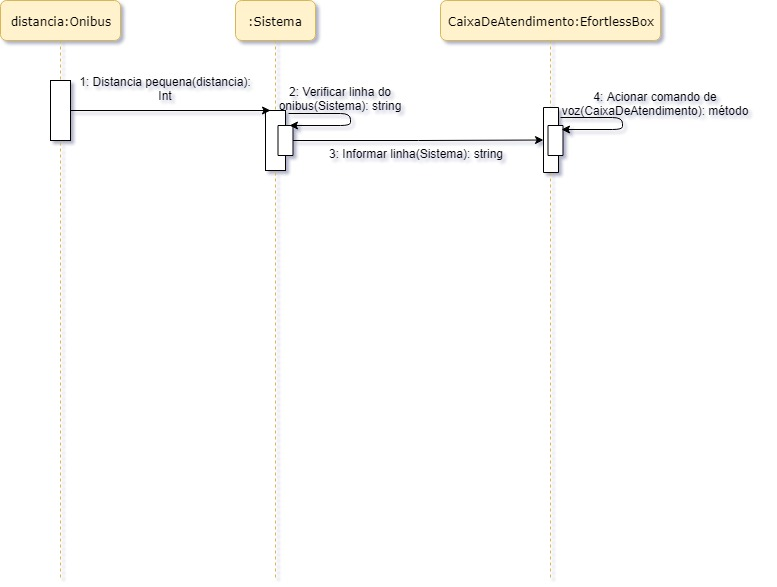 distancia:Onibus
:Sistema
CaixaDeAtendimento:EfortlessBox
1: Distancia pequena(distancia):
Int
2: Verificar linha do
onibus(Sistema): string
3: Informar linha(Sistema): string
4: Acionar comando de
voz(CaixaDeAtendimento): método